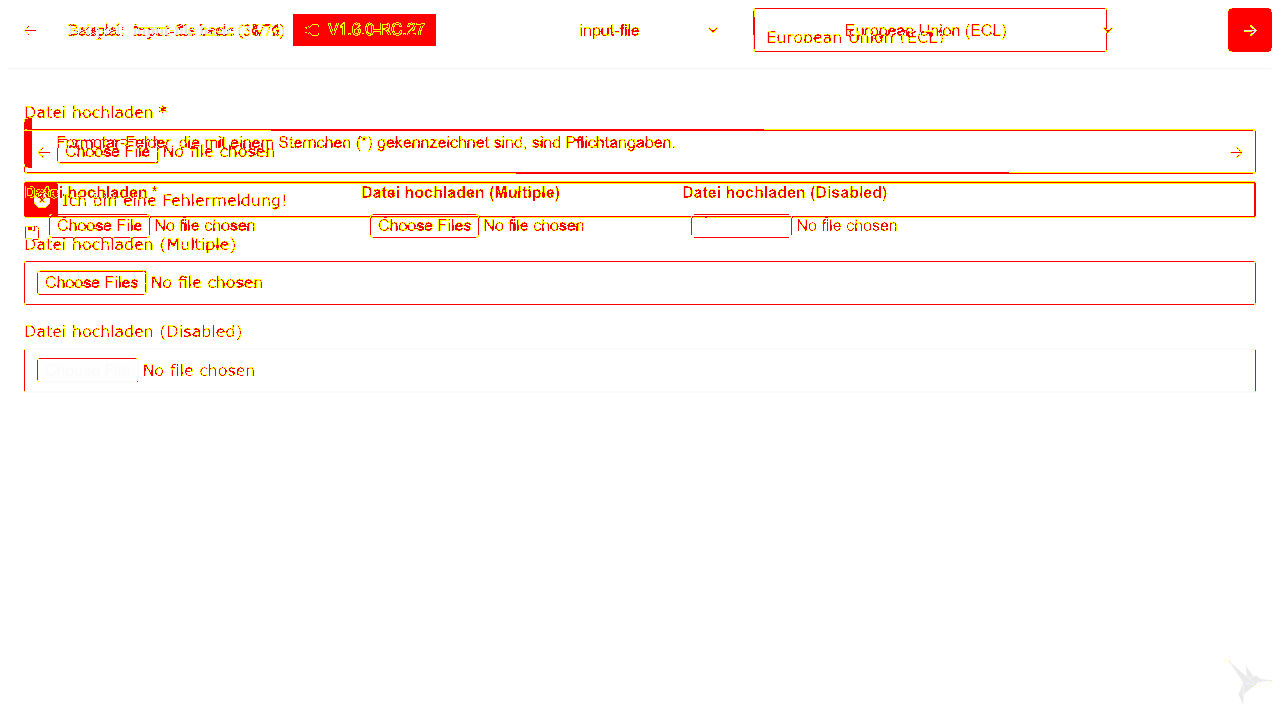 Beispiel: input-file basic (38/76) V1.6.0-RC.27 input-file European Union (ECL)
European Union (ECL)
Datei hochladen *
Formular-Felder, die mit einem Sternchen (*) gekennzeichnet sind, sind Pflichtangaben.
Choose File No file chosen
Datei hochladen * Datei hochladen (Multiple) Datei hochladen (Disabled)
Ich bin eine Fehlermeldung!
Choose File No file chosen Choose Files No file chosen No file chosen
Datei hochladen (Multiple)
Choose Files No file chosen
Datei hochladen (Disabled)
Choose File No file chosen